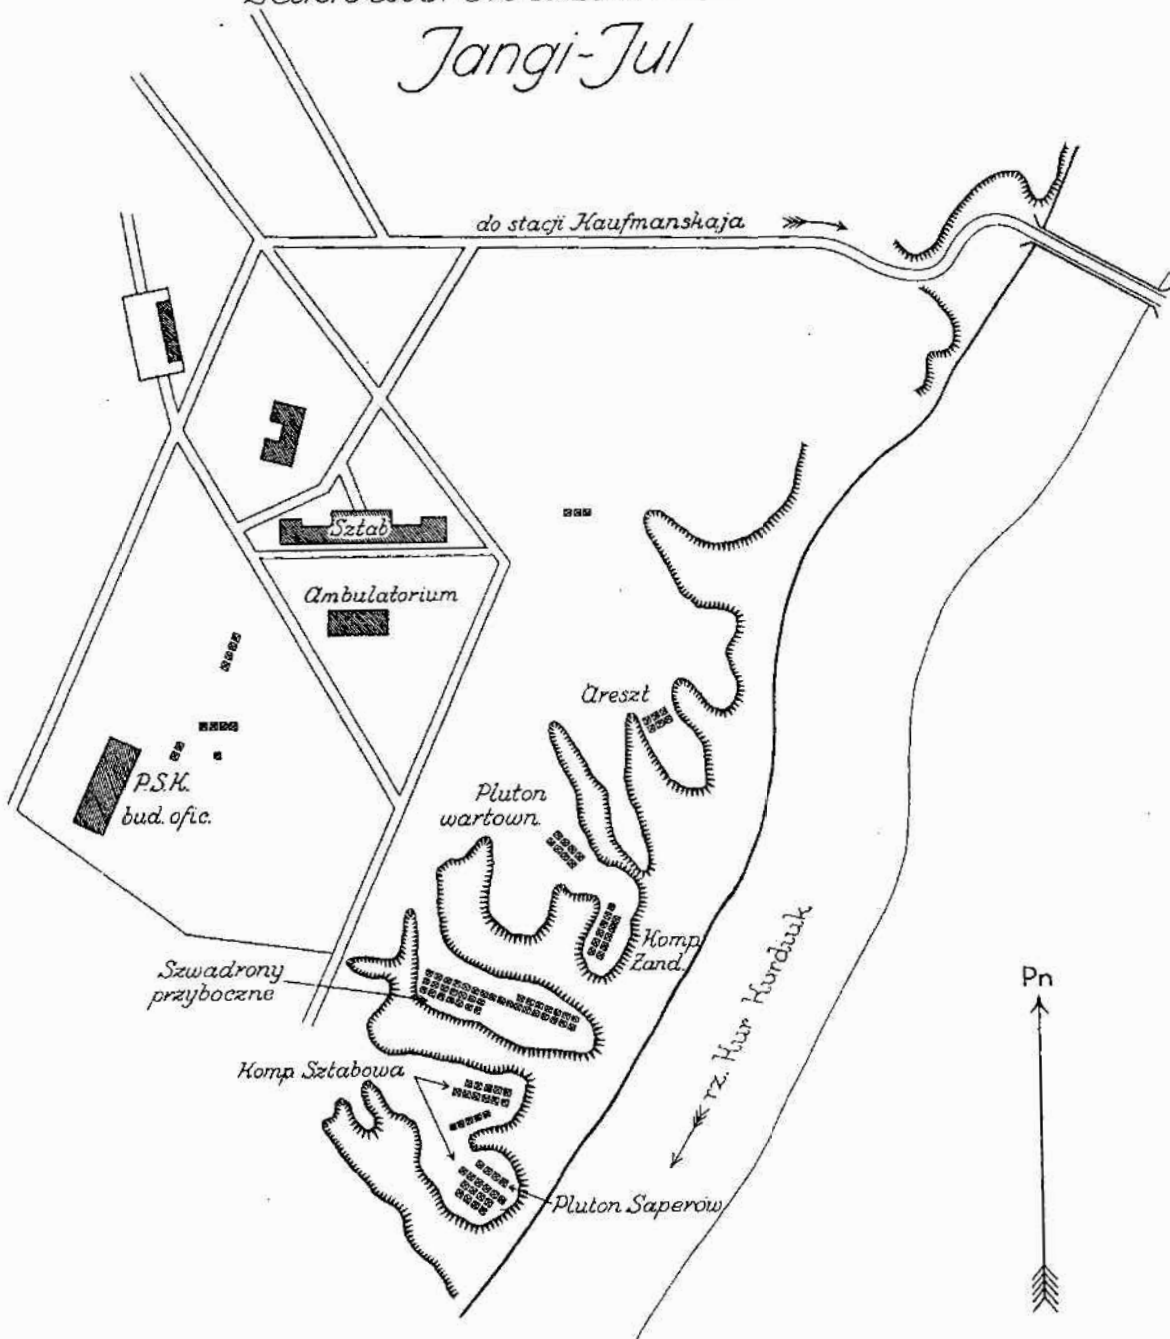 Jangi-Jul
do stacji Kaufmanskaja
Sztab
Ambulatorium
Areszt
P.S.K.
bud. ofic.
Pluton
wartown.
Komp
Żand.
Szwadrony
przyboczne
rz. Kur Kurdiuk
Pn
Komp Sztabowa
Pluton Saperów